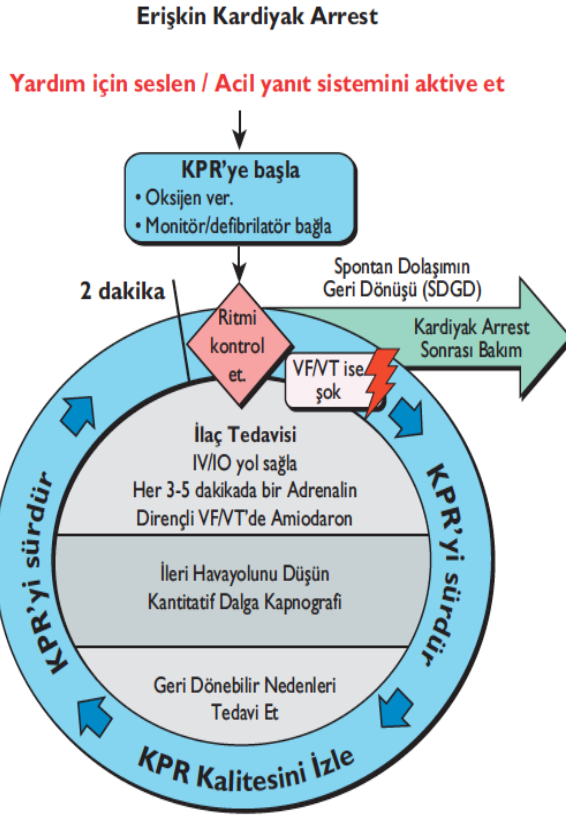 Erişkin Kardiyak Arrest
Yardım için seslen / Acil yanıt sistemini aktive et
KPR'ye başla
• Oksijen ver.
• Monitör/defibrilatör bağla
2 dakika
Ritmi
kontrol
et.
Spontan Dolaşımın
Geri Dönüşü (SDGD)
Kardiyak Arrest
Sonrası Bakım
VF/VT ise
şok
İlaç Tedavisi
IV/IO yol sağla
Her 3-5 dakikada bir Adrenalin
Dirençli VF/VT'de Amiodaron
İleri Havayolunu Düşün
Kantitatif Dalga Kapnografi
Geri Dönebilir Nedenleri
Tedavi Et
KPR'yi sürdür
KPR Kalitesini İzle
KPR'yi sürdür